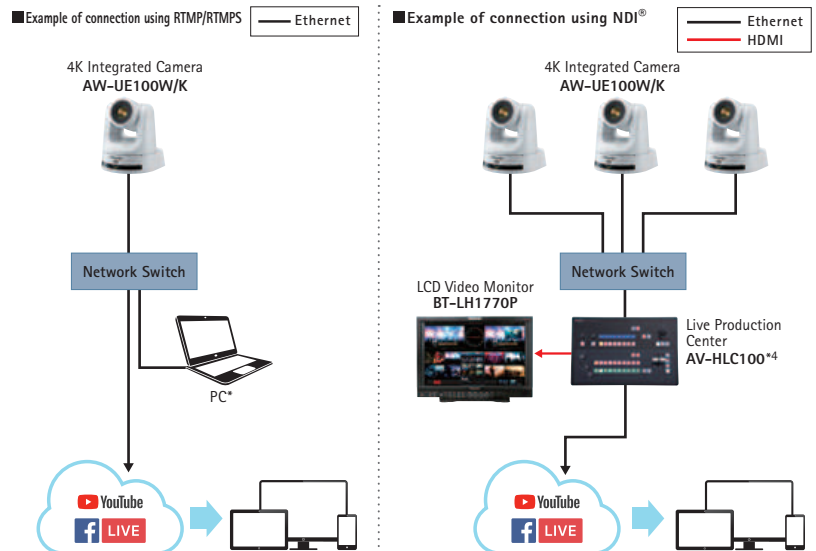 ■Example of connection using RTMP/RTMPS
Ethernet
4K Integrated Camera
AW-UE100W/K
Network Switch
PC*
YouTube
f LIVE
■Example of connection using NDI®
Ethernet
HDMI
4K Integrated Camera
AW-UE100W/K
Network Switch
LCD Video Monitor
BT-LH1770P
Live Production
Center
AV-HLC100*4
YouTube
f LIVE